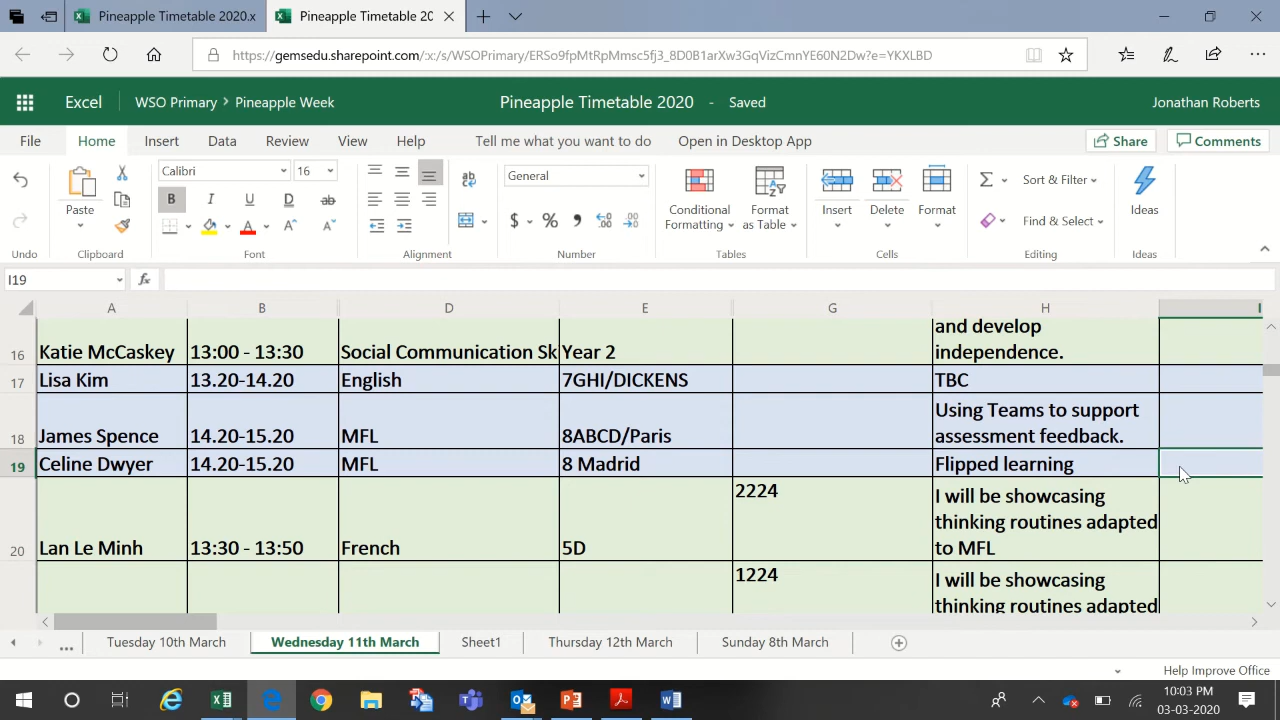 Pineapple Timetable 2020.x
Pineapple Timetable 20
https://gemsedu.sharepoint.com/:x:/s/WSOPrimary/ERSo9fpMtRpMmsc5fj3_8D0B1arXw3GqVizCmnYE60N2Dw?e=YKXLBD
Excel WSO Primary > Pineapple Week Pineapple Timetable 2020 - Saved Jonathan Roberts
File Home Insert Data Review View Help Tell me what you want to do Open in Desktop App Share Comments
Calibri 16 General
Paste
Conditional Formatting
Format as Table
Insert Delete Format
Sort & Filter
Find & Select
Ideas
Undo Clipboard Font Alignment Number Tables Cells Editing Ideas
I19
A B D E G H I
16 Katie McCaskey 13:00 - 13:30 Social Communication Sk Year 2 and develop
independence.
17 Lisa Kim 13.20-14.20 English 7GHI/DICKENS TBC
18 James Spence 14.20-15.20 MFL 8ABCD/Paris Using Teams to support
assessment feedback.
19 Celine Dwyer 14.20-15.20 MFL 8 Madrid Flipped learning
20 Lan Le Minh 13:30 - 13:50 French 5D 2224 I will be showcasing
thinking routines adapted
to MFL
1224 I will be showcasing
thinking routines adapted
... Tuesday 10th March Wednesday 11th March Sheet1 Thursday 12th March Sunday 8th March
Help Improve Office
10:03 PM
03-03-2020